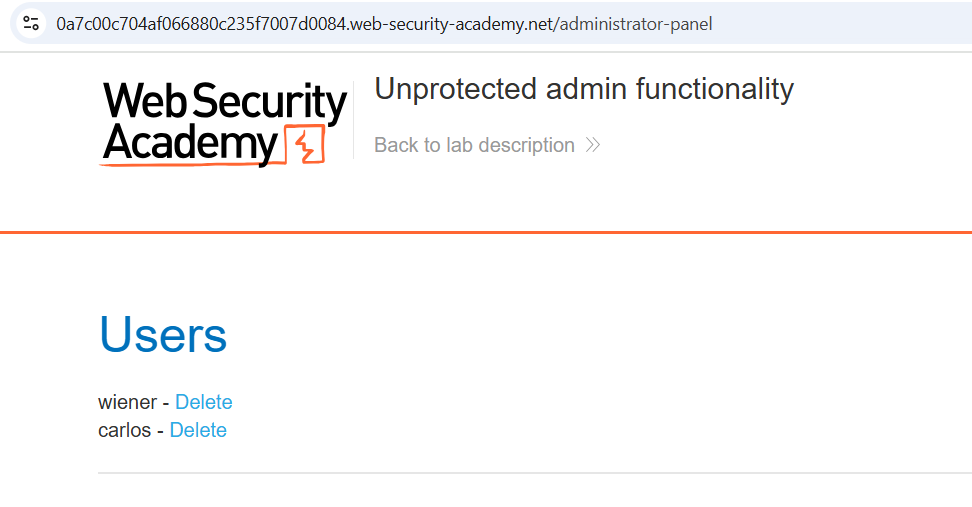 0a7c00c704af066880c235f7007d0084.web-security-academy.net/administrator-panel
Web Security
Academy
Unprotected admin functionality
Back to lab description
Users
wiener - Delete
carlos - Delete